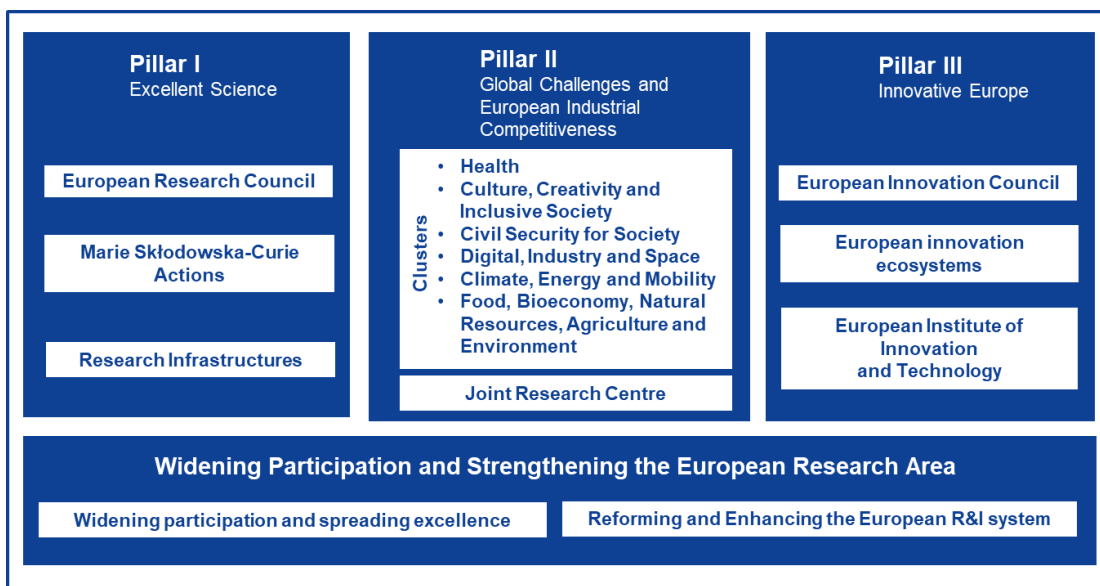 Pillar I
Excellent Science
European Research Council
Marie Skłodowska-Curie
Actions
Research Infrastructures
Pillar II
Global Challenges and
European Industrial
Competitiveness
Clusters
• Health
• Culture, Creativity and
Inclusive Society
• Civil Security for Society
• Digital, Industry and Space
• Climate, Energy and Mobility
• Food, Bioeconomy, Natural
Resources, Agriculture and
Environment
Joint Research Centre
Pillar III
Innovative Europe
European Innovation Council
European innovation
ecosystems
European Institute of
Innovation
and Technology
Widening Participation and Strengthening the European Research Area
Widening participation and spreading excellence
Reforming and Enhancing the European R&I system